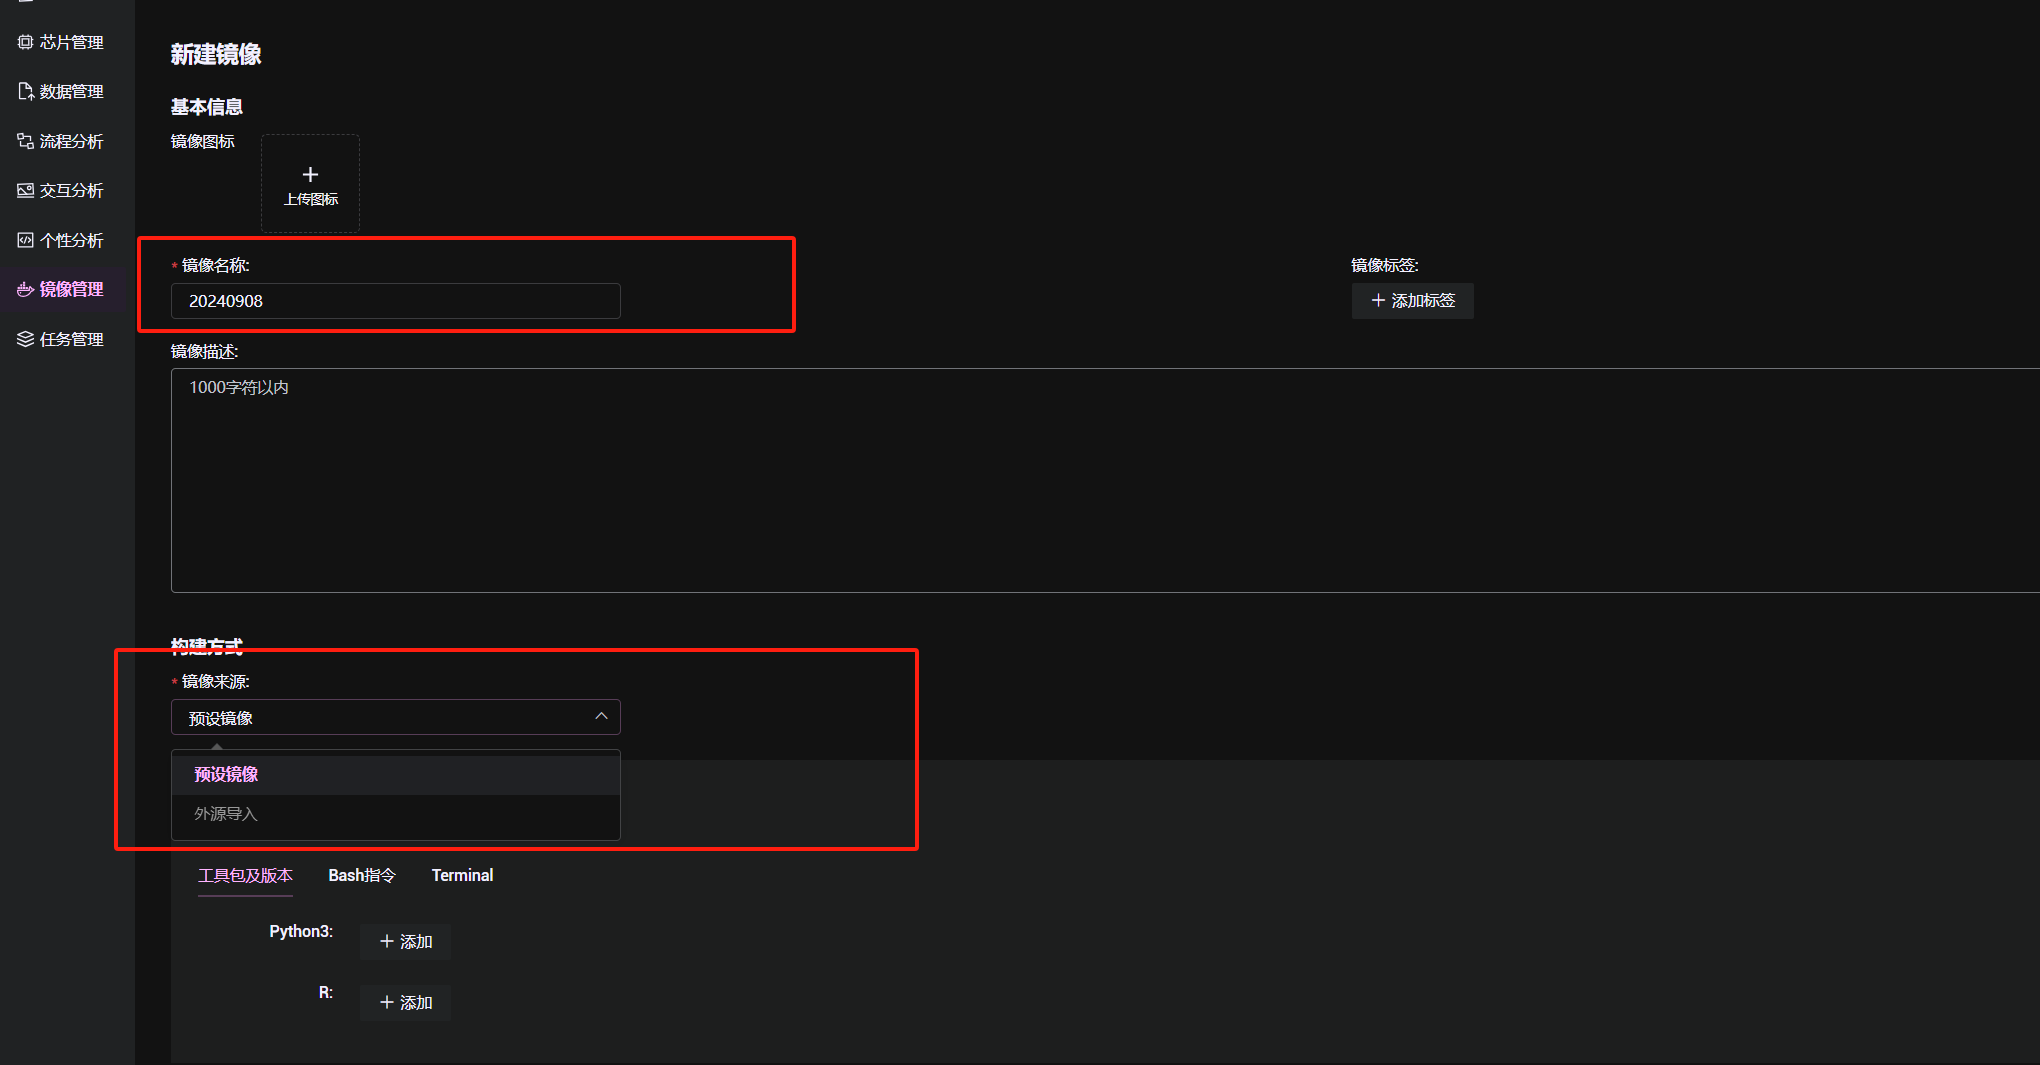 芯片管理
数据管理
流程分析
交互分析
个性分析
镜像管理
任务管理
新建镜像
基本信息
镜像图标
上传图标
* 镜像名称:
20240908
镜像标签:
+ 添加标签
镜像描述:
1000字符以内
构建方式
* 镜像来源:
预设镜像
预设镜像
外源导入
工具包及版本 Bash指令 Terminal
Python3: + 添加
R: + 添加